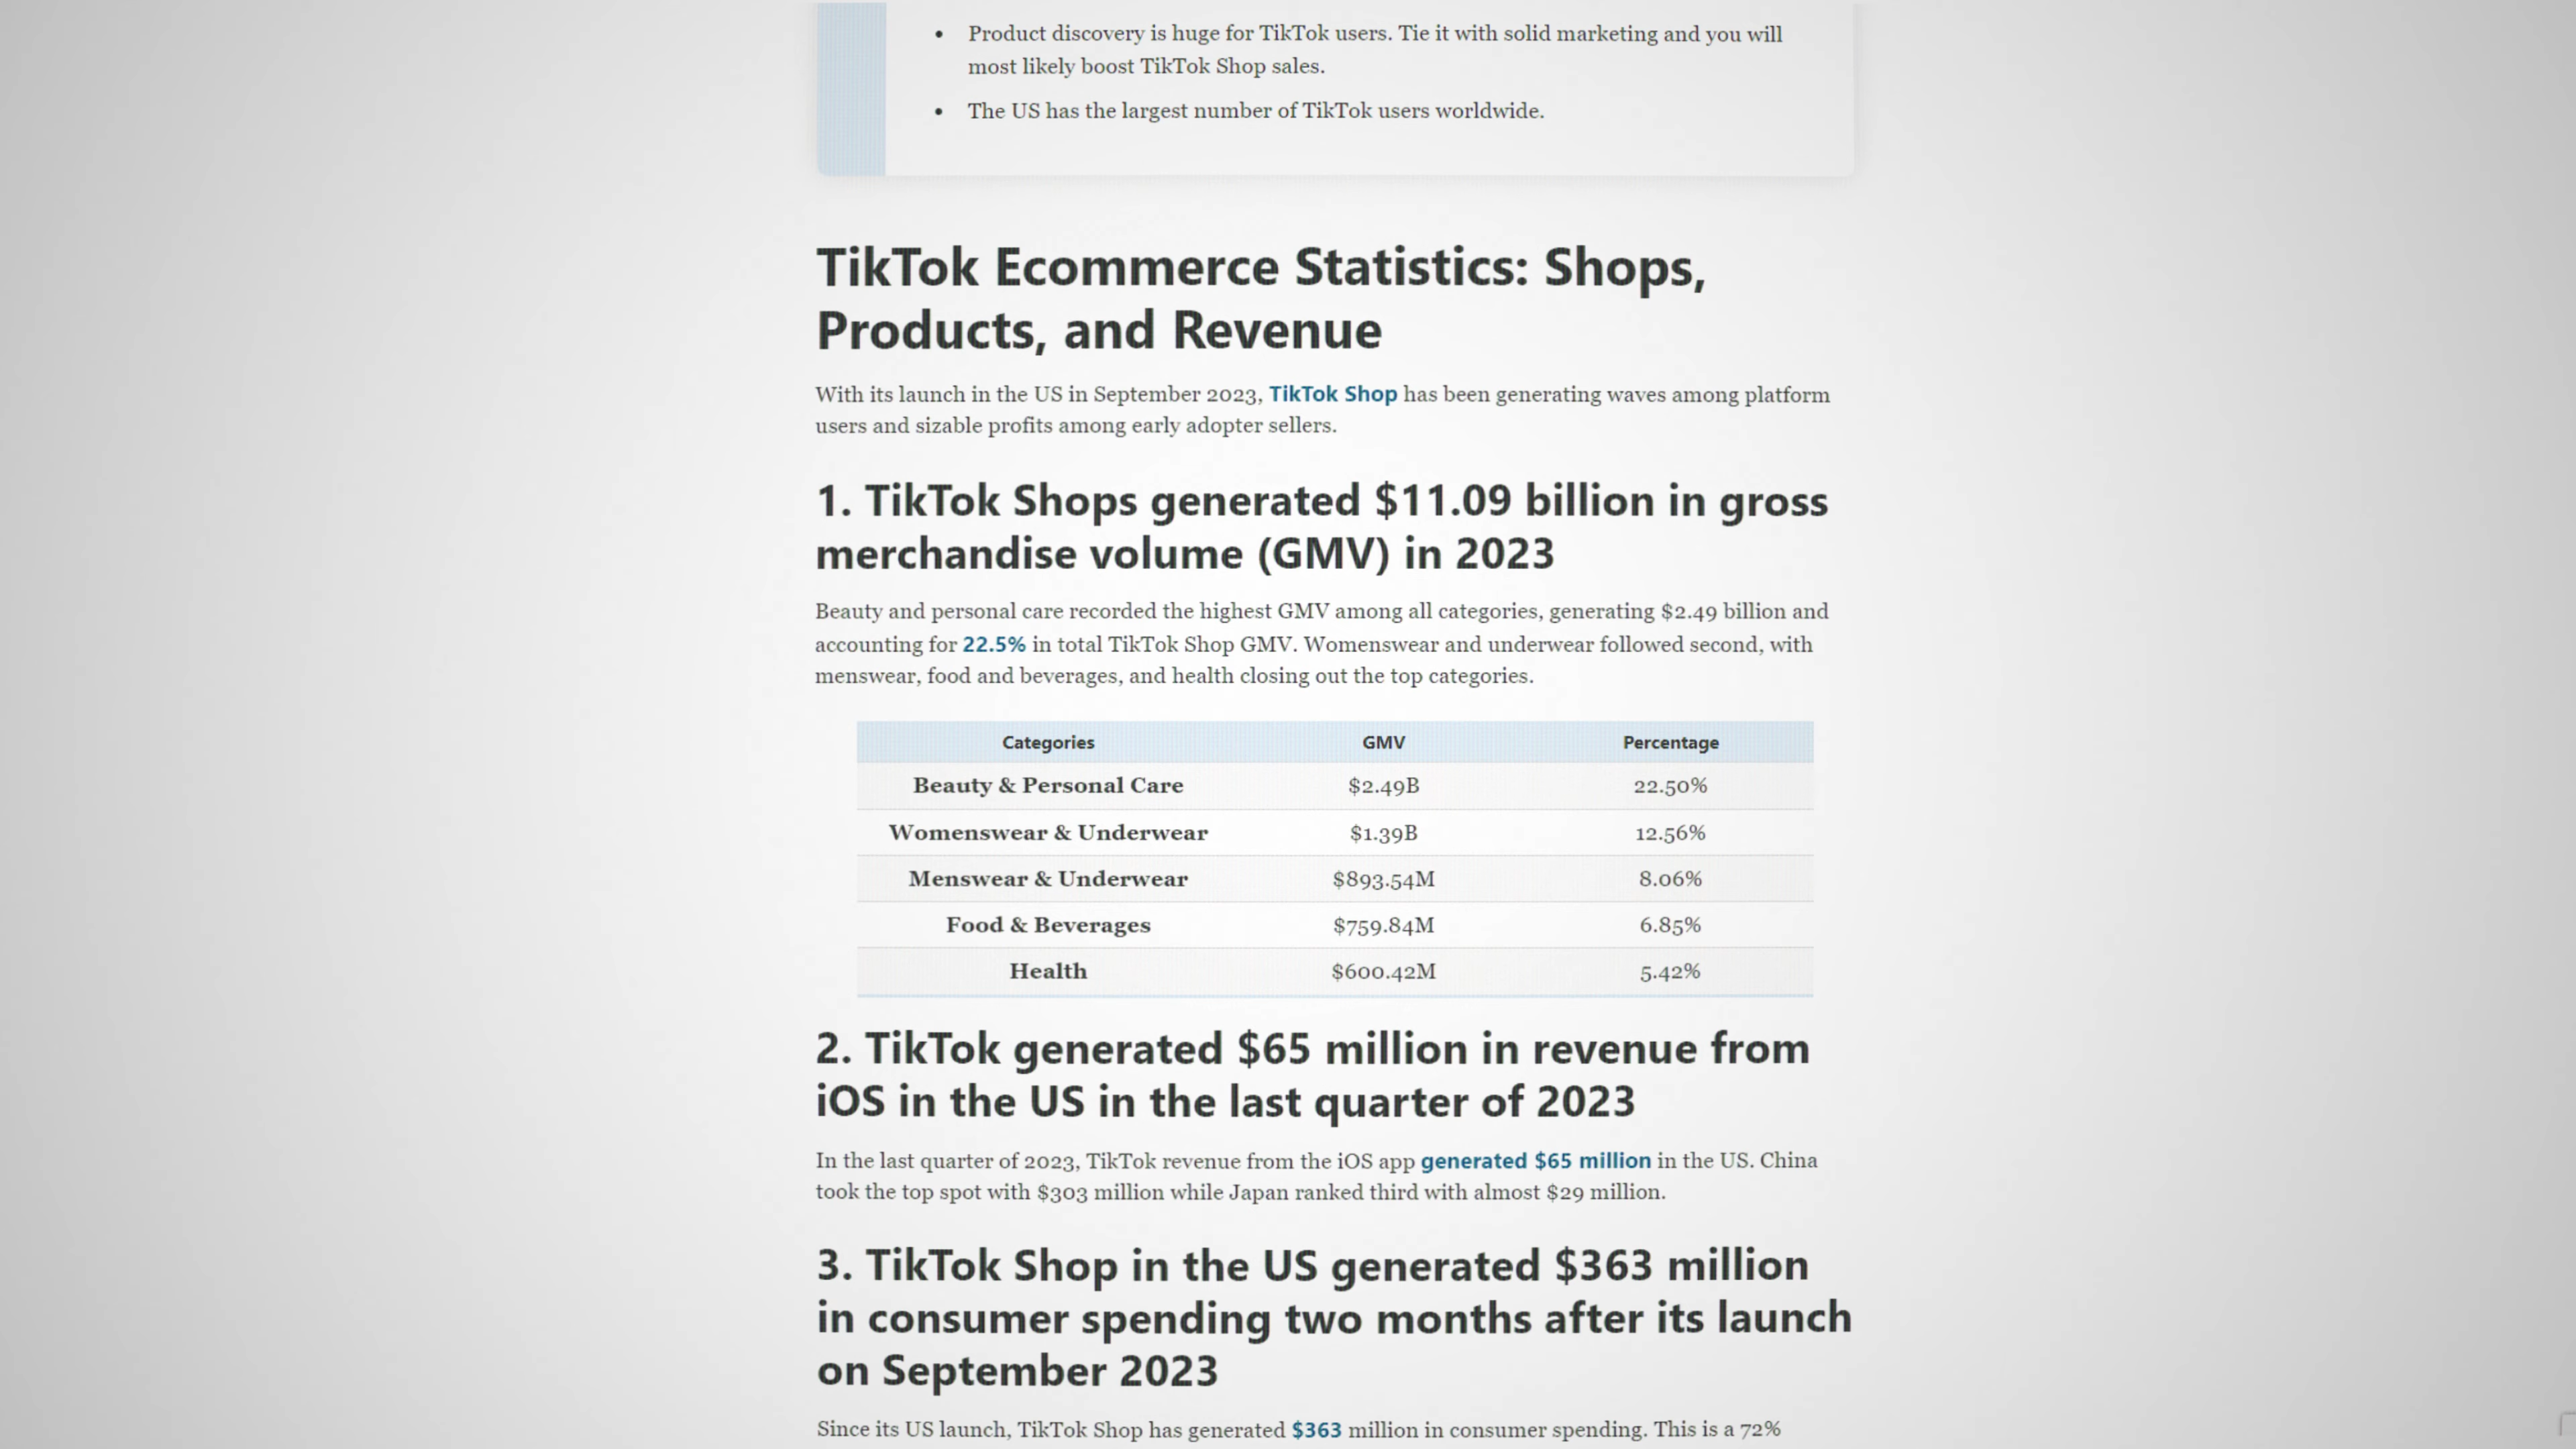 Product discovery is huge for TikTok users. Tie it with solid marketing and you will
most likely boost TikTok Shop sales.
The US has the largest number of TikTok users worldwide.
TikTok Ecommerce Statistics: Shops,
Products, and Revenue
With its launch in the US in September 2023, TikTok Shop has been generating waves among platform
users and sizable profits among early adopter sellers.
1. TikTok Shops generated $11.09 billion in gross
merchandise volume (GMV) in 2023
Beauty and personal care recorded the highest GMV among all categories, generating $2.49 billion and
accounting for 22.5% in total TikTok Shop GMV. Womenswear and underwear followed second, with
menswear, food and beverages, and health closing out the top categories.
Categories GMV Percentage
Beauty & Personal Care $2.49B 22.50%
Womenswear & Underwear $1.39B 12.56%
Menswear & Underwear $893.54M 8.06%
Food & Beverages $759.84M 6.85%
Health $600.42M 5.42%
2. TikTok generated $65 million in revenue from
iOS in the US in the last quarter of 2023
In the last quarter of 2023, TikTok revenue from the iOS app generated $65 million in the US. China
took the top spot with $303 million while Japan ranked third with almost $29 million.
3. TikTok Shop in the US generated $363 million
in consumer spending two months after its launch
on September 2023
Since its US launch, TikTok Shop has generated $363 million in consumer spending. This is a 72%